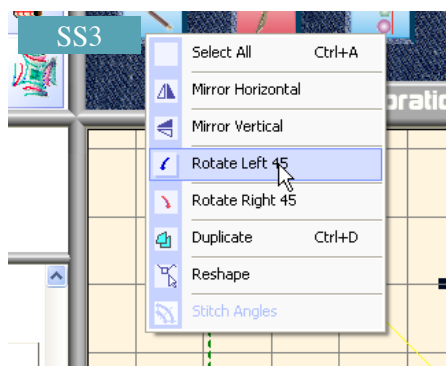 SS3
Select All Ctrl+A
Mirror Horizontal
Mirror Vertical
Rotate Left 45
Rotate Right 45
Duplicate Ctrl+D
Reshape
Stitch Angles